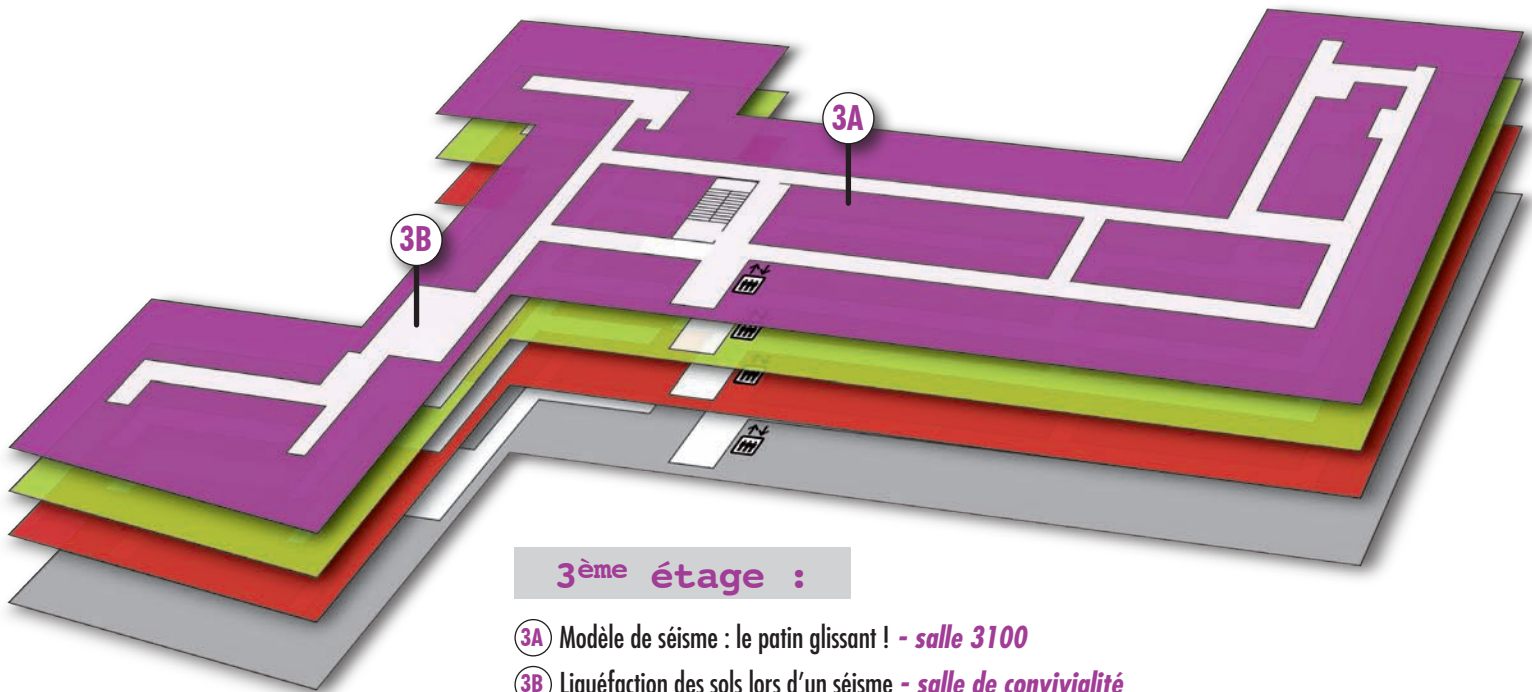 3A
3B
3ème étage :
3A Modèle de séisme : le patin glissant ! - salle 3100
3B Liquéfaction des sols lors d'un séisme - salle de convivialité